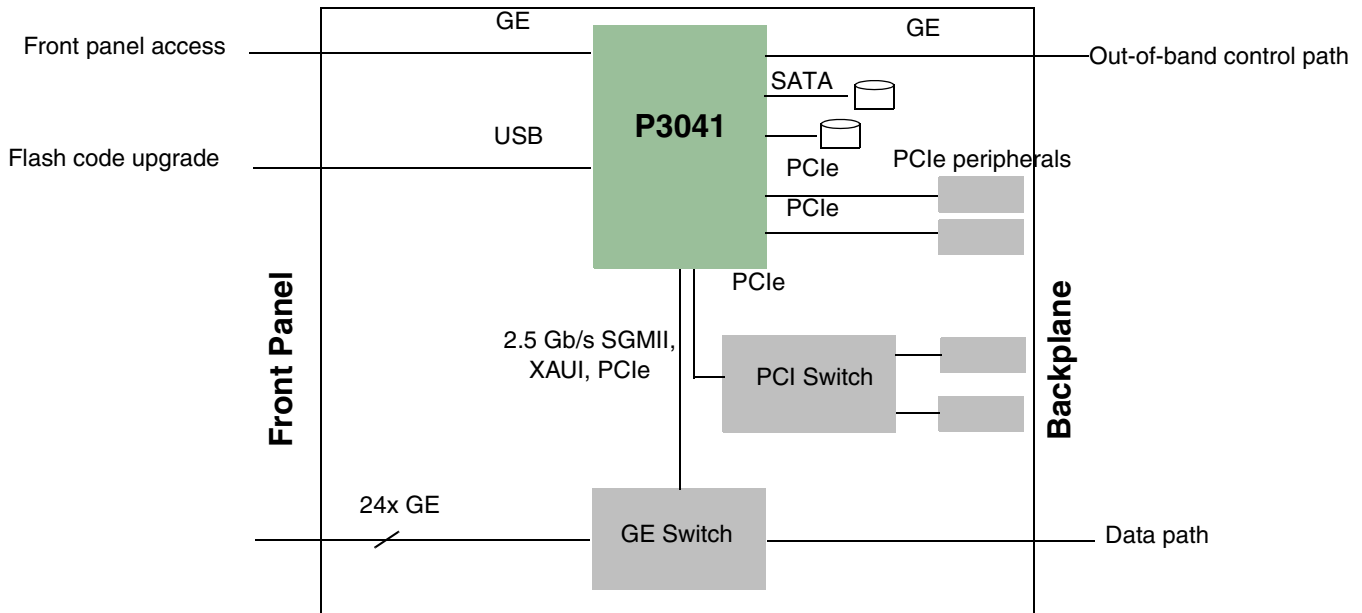 GE
GE
Front panel access
Out-of-band control path
SATA
P3041
USB
Flash code upgrade
PCIe
PCIe peripherals
PCIe
PCIe
Front Panel
Backplane
2.5 Gb/s SGMII,
XAUI, PCIe
PCI Switch
24x GE
GE Switch
Data path